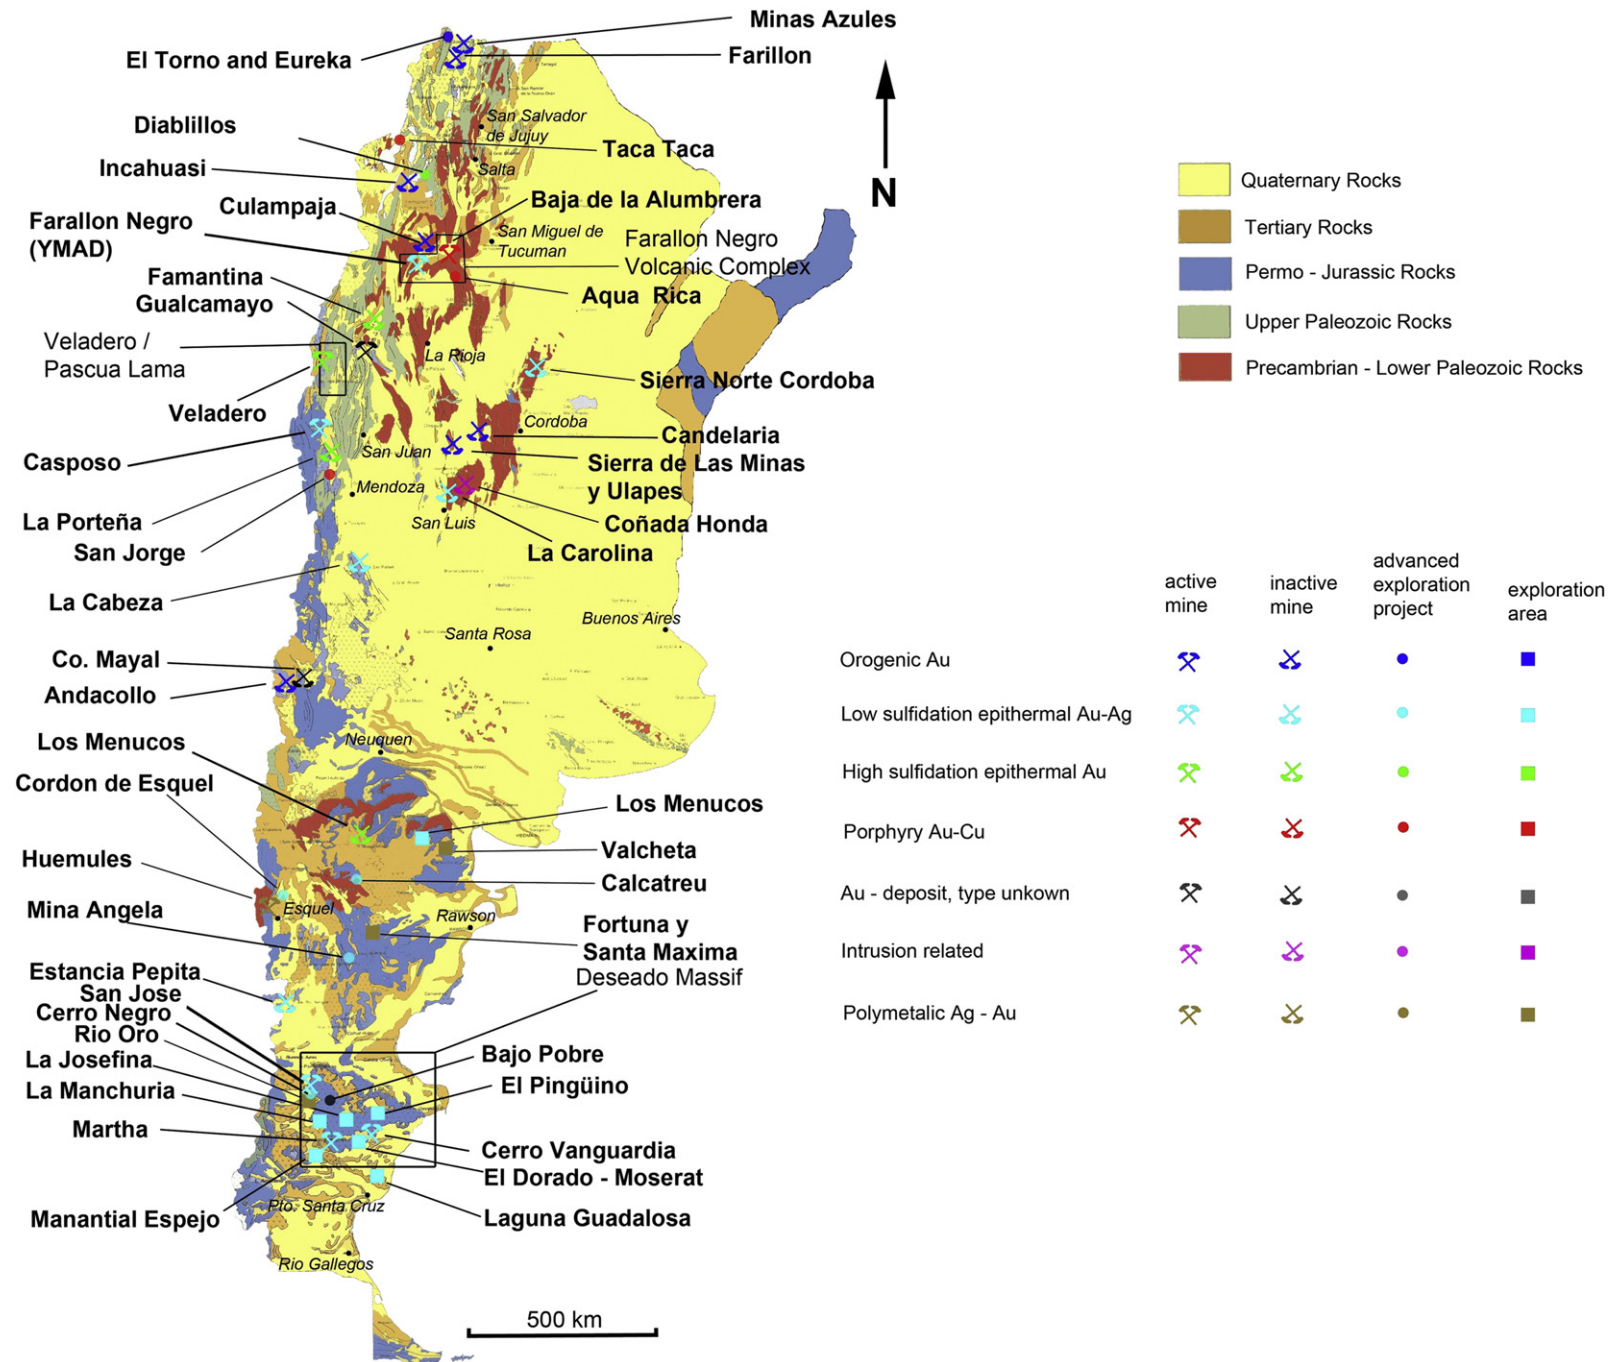 Minas Azules
El Torno and Eureka
Farillon
Diablillos
San Salvador
de Jujuy
Taca Taca
Incahuasi
Salta
Culampaja
Baja de la Alumbrera
Farallon Negro
(YMAD)
San Miguel de
Tucuman
Farallon Negro
Volcanic Complex
Famantina
Aqua Rica
Gualcamayo
Veladero /
Pascua Lama
La Rioja
Sierra Norte Cordoba
Veladero
Cordoba
Candelaria
San Juan
Casposo
Sierra de Las Minas
y Ulapes
Mendoza
La Porteña
San Luis
Coñada Honda
San Jorge
La Carolina
La Cabeza
Buenos Aires
Santa Rosa
Co. Mayal
Andacollo
Los Menucos
Neuquen
Cordon de Esquel
Los Menucos
Valcheta
Huemules
Calcatreu
Mina Angela
Esquel
Rawson
Fortuna y
Santa Maxima
Deseado Massif
Estancia Pepita
San Jose
Cerro Negro
Rio Oro
La Josefina
Bajo Pobre
La Manchuria
El Pingüino
Martha
Cerro Vanguardia
El Dorado - Moserat
Pto. Santa Cruz
Manantial Espejo
Laguna Guadalosa
Rio Gallegos
500 km
N
Quaternary Rocks
Tertiary Rocks
Permo - Jurassic Rocks
Upper Paleozoic Rocks
Precambrian - Lower Paleozoic Rocks
active
mine
inactive
mine
advanced
exploration
project
exploration
area
Orogenic Au
Low sulfidation epithermal Au-Ag
High sulfidation epithermal Au
Porphyry Au-Cu
Au - deposit, type unkown
Intrusion related
Polymetalic Ag - Au